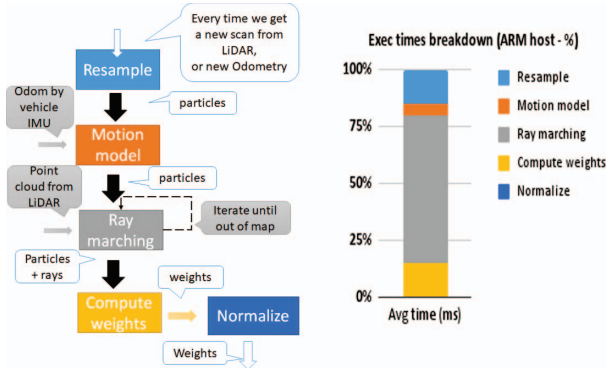 Every time we get
a new scan from
LiDAR,
or new Odometry
Resample
particles
Odom by
vehicle
IMU
Motion
model
particles
Point
cloud from
LiDAR
Ray
marching
Iterate until
out of map
Particles
+ rays
weights
Compute
weights
Normalize
Weights
Exec times breakdown (ARM host - %)
100%
75%
50%
25%
0%
Avg time (ms)
Resample
Motion model
Ray marching
Compute weights
Normalize